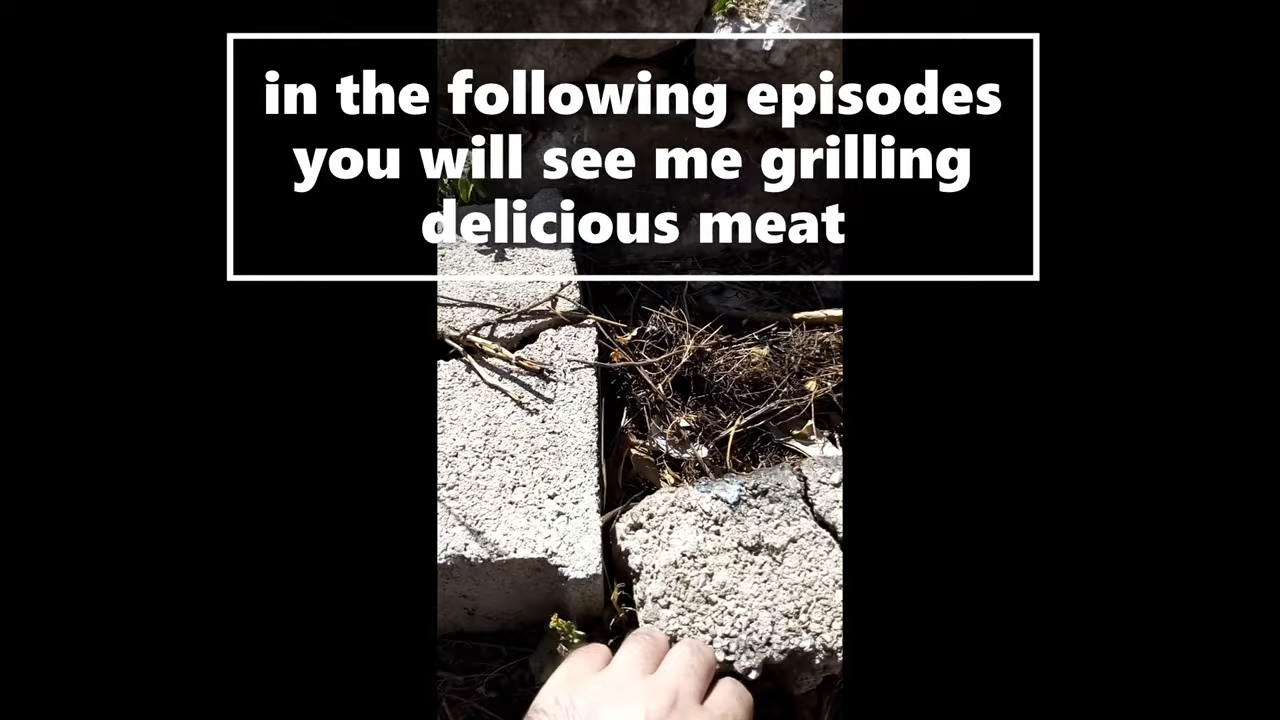 in the following episodes
you will see me grilling
delicious meat